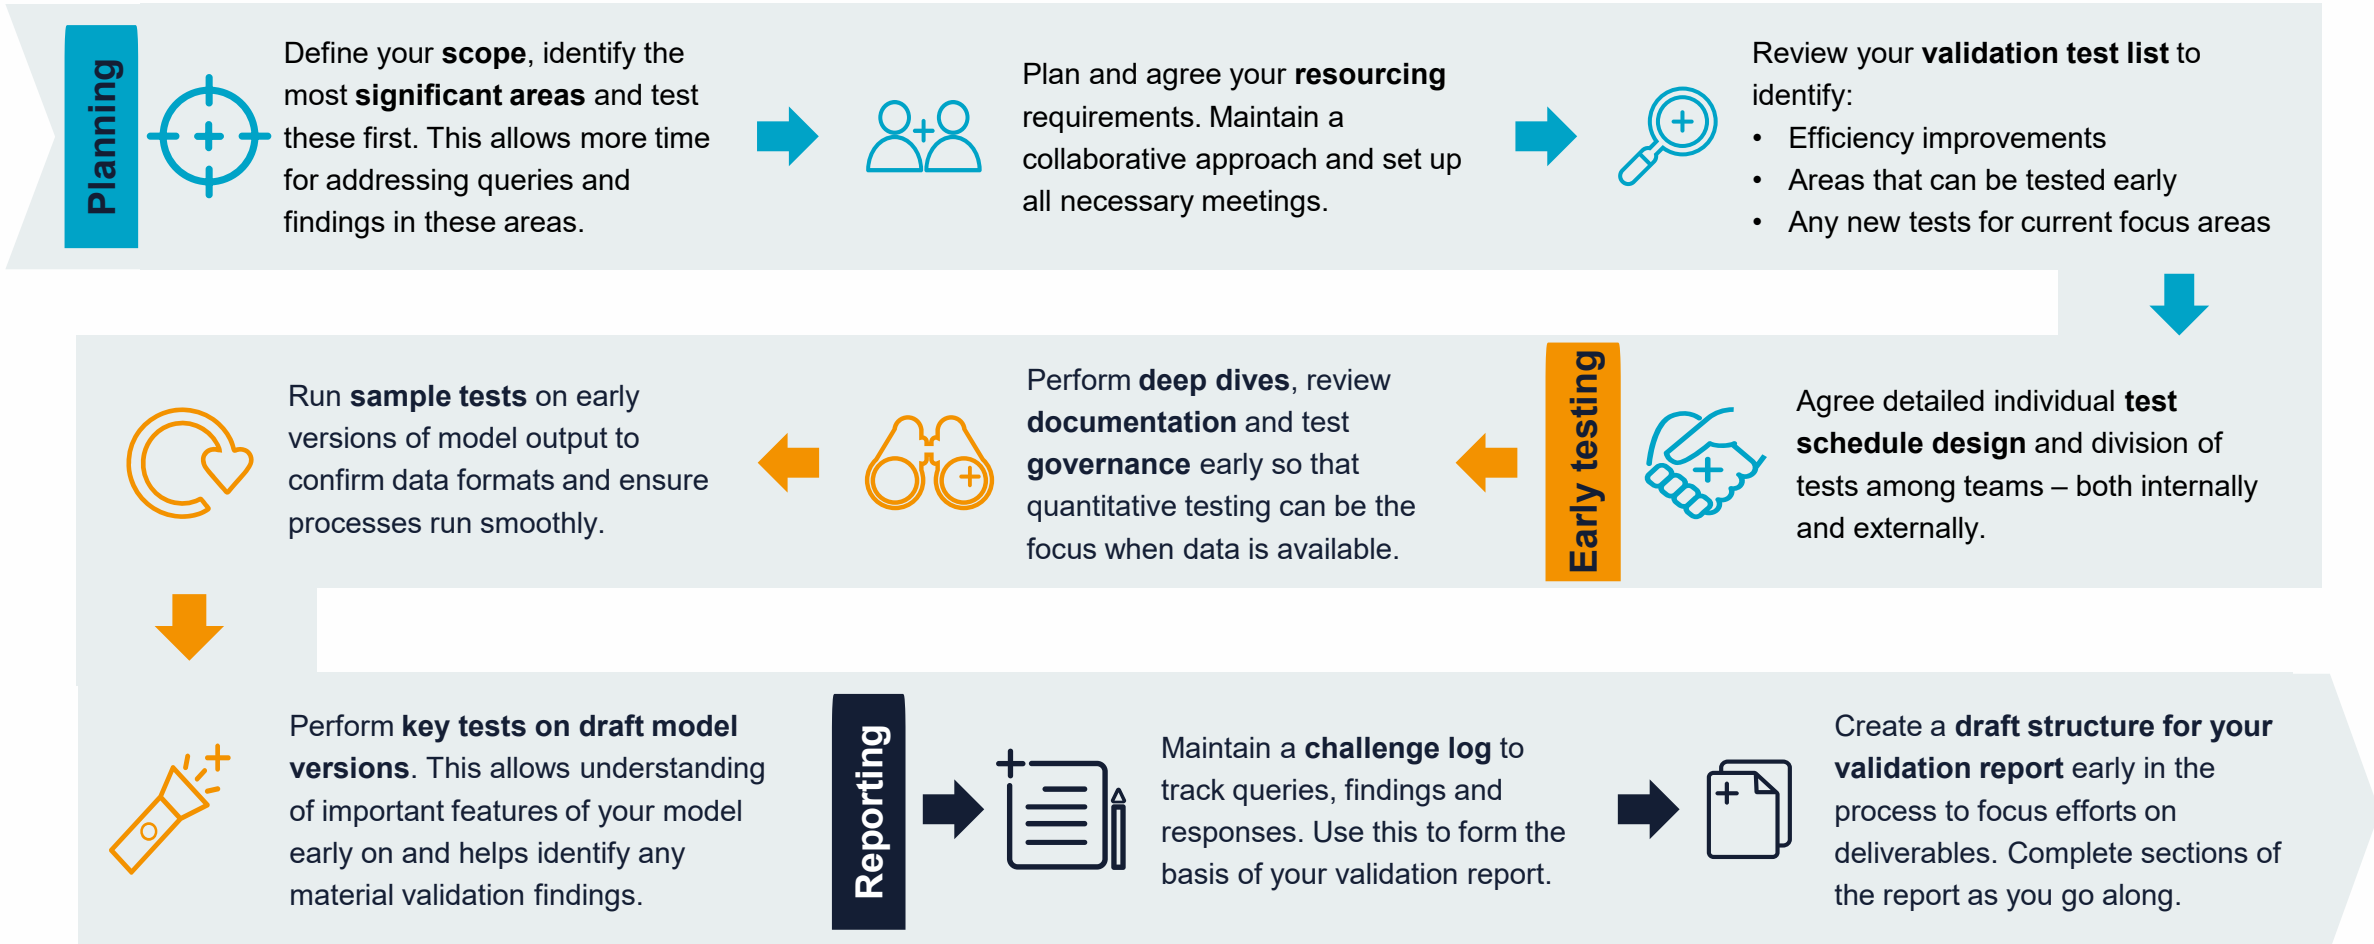 Planning
Define your scope, identify the
most significant areas and test
these first. This allows more time
for addressing queries and
findings in these areas.
Plan and agree your resourcing
requirements. Maintain a
collaborative approach and set up
all necessary meetings.
Review your validation test list to
identify:
• Efficiency improvements
• Areas that can be tested early
• Any new tests for current focus areas
Agree detailed individual test
schedule design and division of
tests among teams – both internally
and externally.
Early testing
Perform deep dives, review
documentation and test
governance early so that
quantitative testing can be the
focus when data is available.
Run sample tests on early
versions of model output to
confirm data formats and ensure
processes run smoothly.
Perform key tests on draft model
versions. This allows understanding
of important features of your model
early on and helps identify any
material validation findings.
Reporting
Maintain a challenge log to
track queries, findings and
responses. Use this to form the
basis of your validation report.
Create a draft structure for your
validation report early in the
process to focus efforts on
deliverables. Complete sections of
the report as you go along.